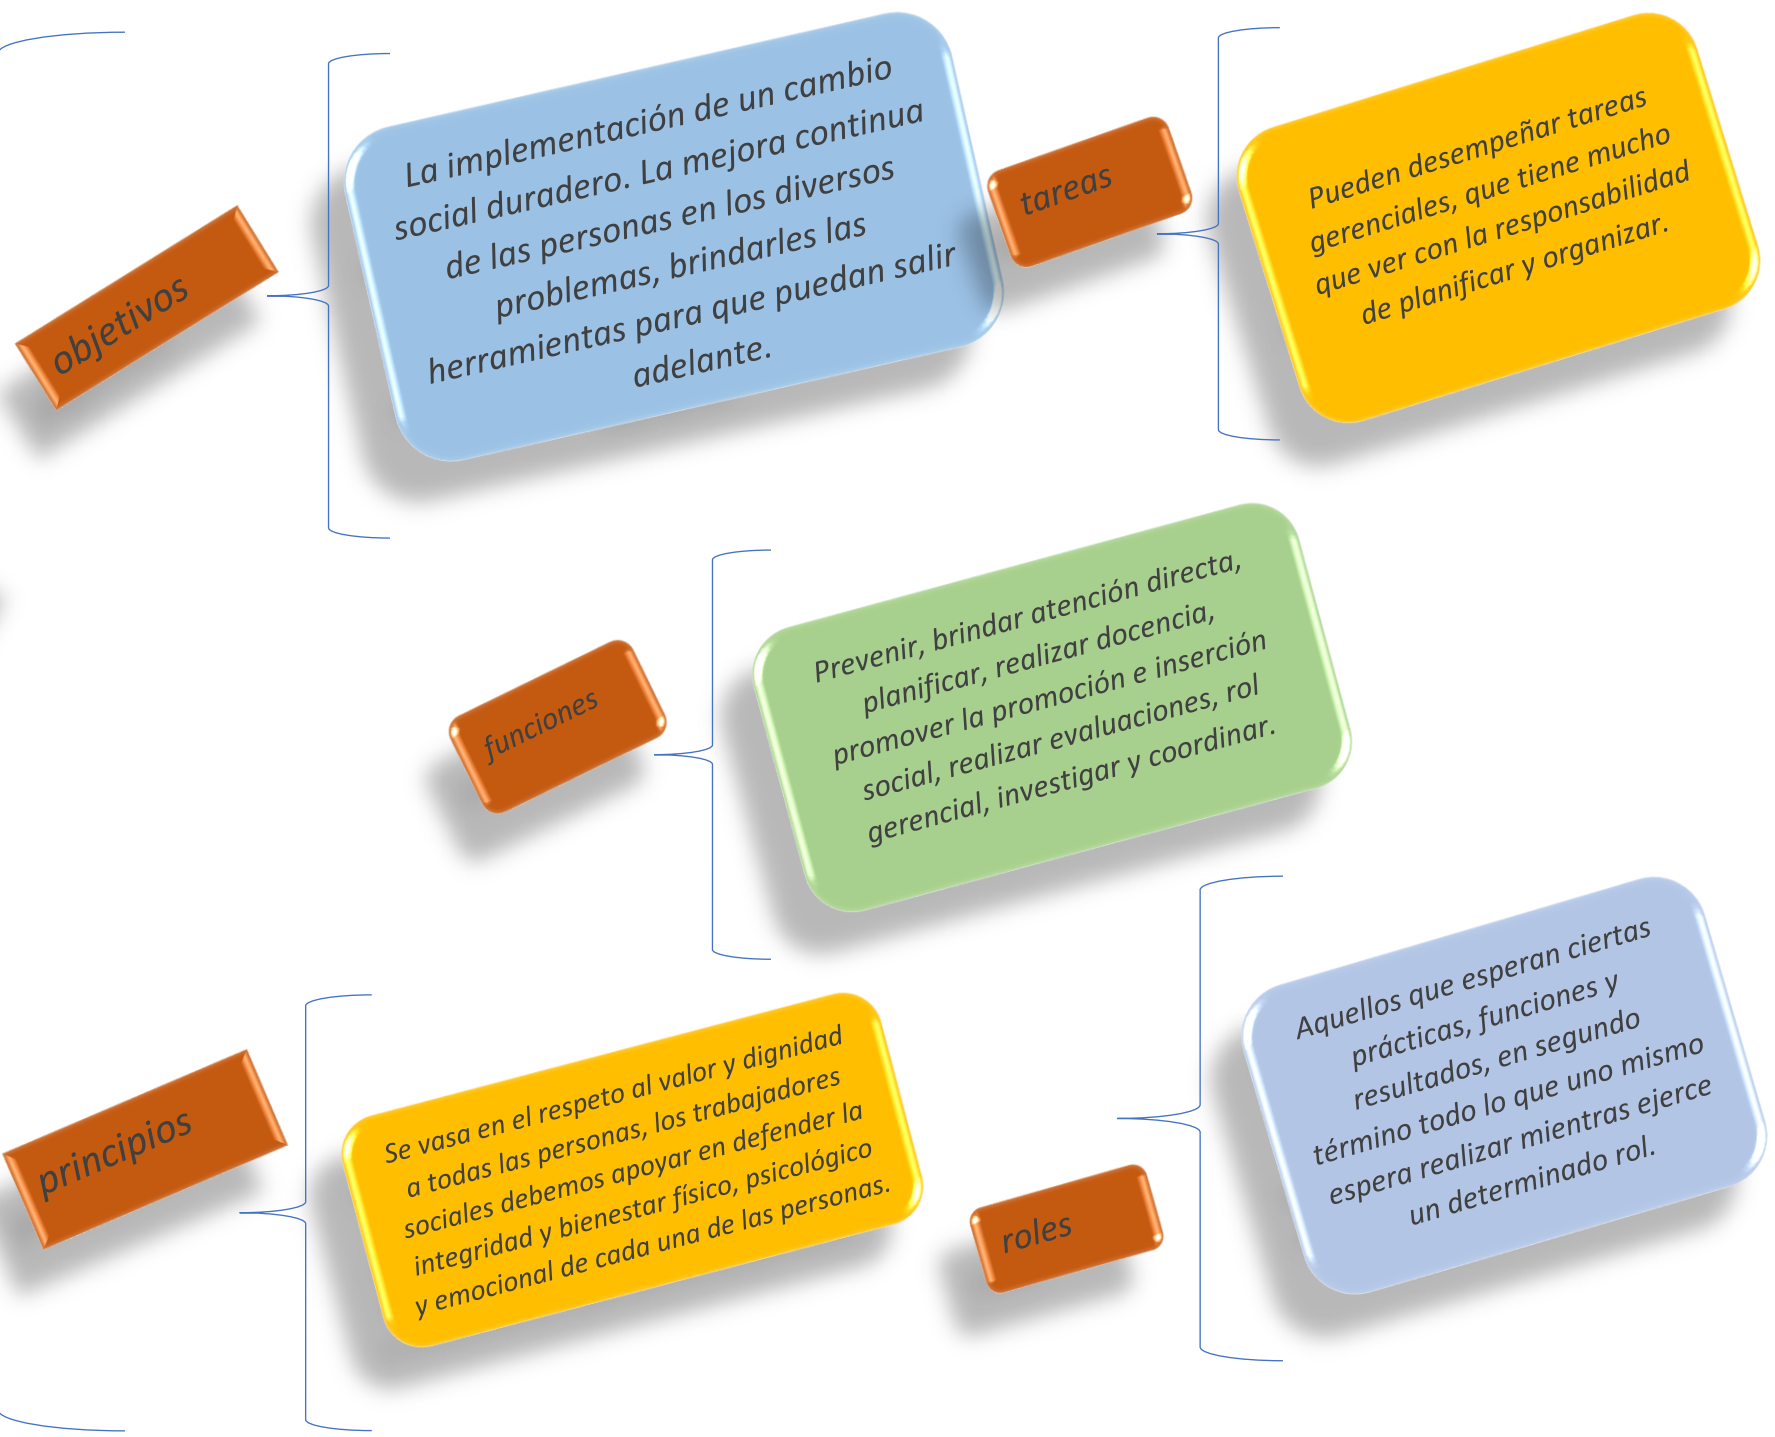 objetivos
La implementación de un cambio
social duradero. La mejora continua
de las personas en los diversos
problemas, brindarles las
herramientas para que puedan salir
adelante.
tareas
Pueden desempeñar tareas
gerenciales, que tiene mucho
que ver con la responsabilidad
de planificar y organizar.
funciones
Prevenir, brindar atención directa,
planificar, realizar docencia,
promover la promoción e inserción
social, realizar evaluaciones, rol
gerencial, investigar y coordinar.
principios
Se vasa en el respeto al valor y dignidad
a todas las personas, los trabajadores
sociales debemos apoyar en defender la
integridad y bienestar físico, psicológico
y emocional de cada una de las personas.
roles
Aquellos que esperan ciertas
prácticas, funciones y
resultados, en segundo
término todo lo que uno mismo
espera realizar mientras ejerce
un determinado rol.